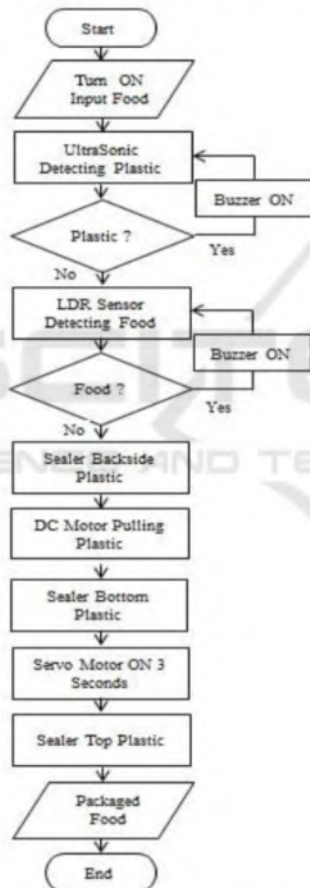 Start
Turn ON
Input Food
UltraSonic
Detecting Plastic
Buzzer ON
Plastic ?
Yes
No
LDR Sensor
Detecting Food
Buzzer ON
Food ?
Yes
No
Sealer Backside
Plastic
DC Motor Pulling
Plastic
Sealer Bottom
Plastic
Servo Motor ON 3
Seconds
Sealer Top Plastic
Packaged
Food
End
AND